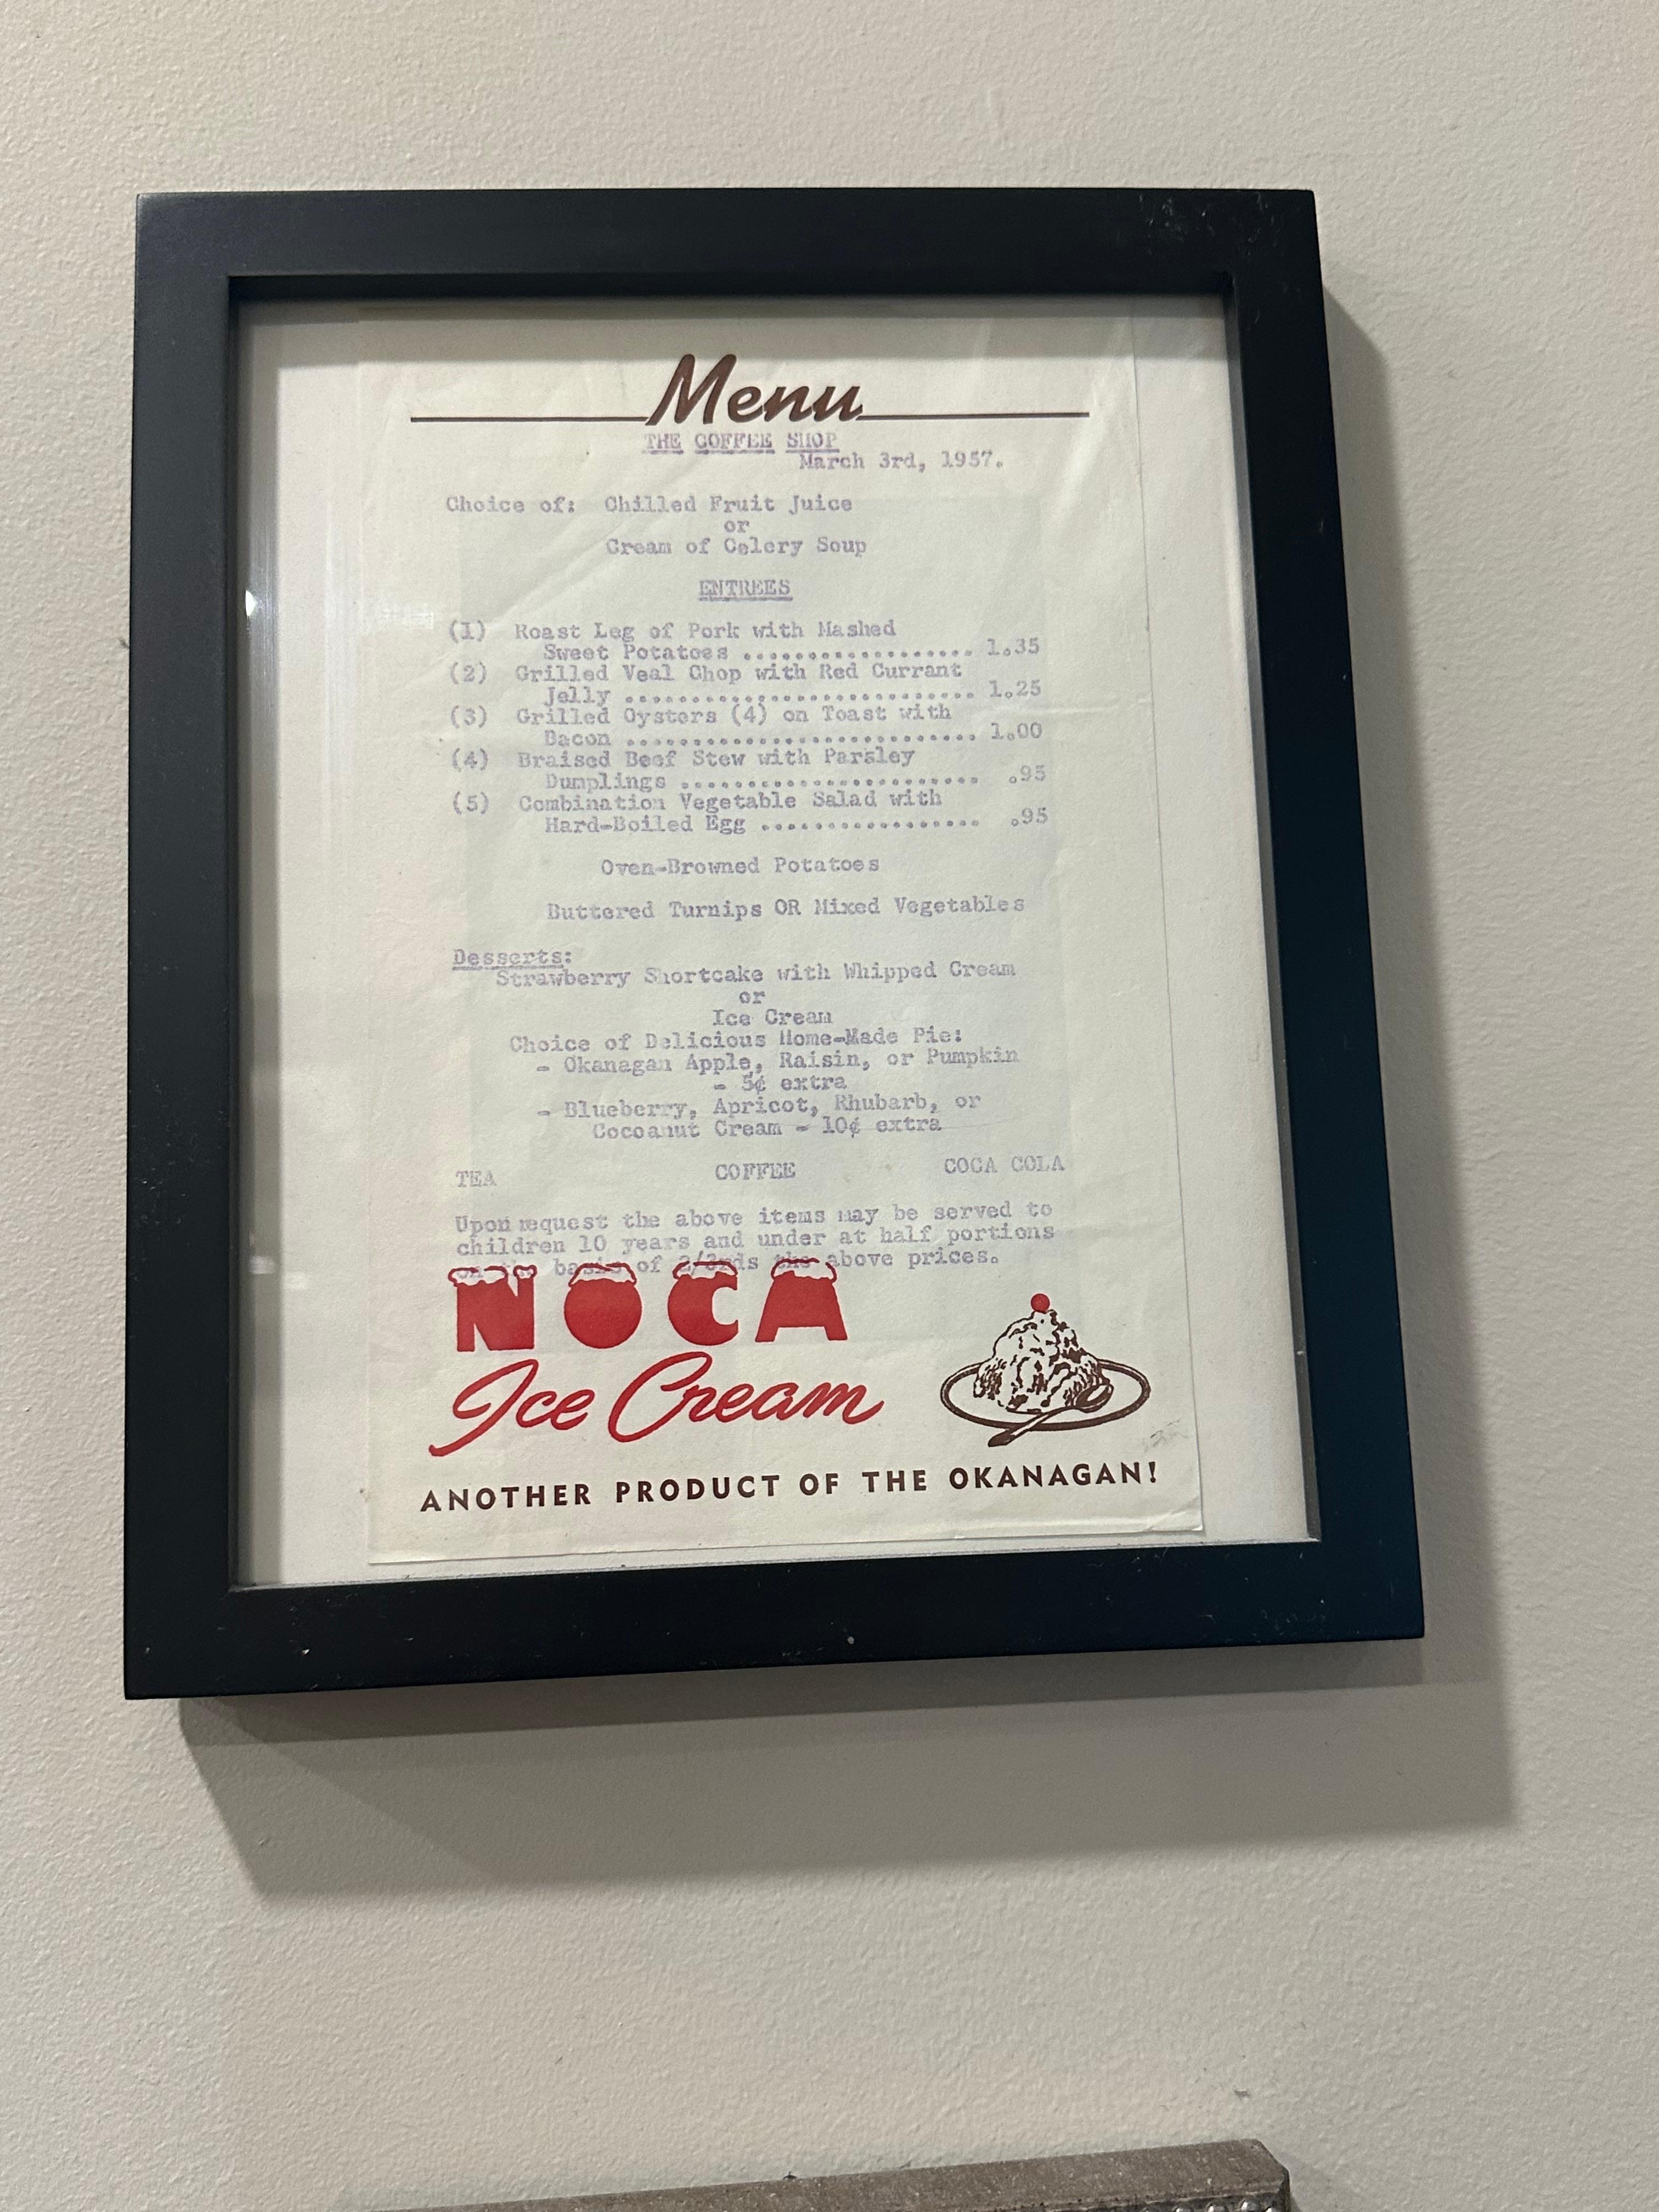 Menu
THE COFFEE SHOP
March 3rd, 1957.
Choice of: Chilled Fruit Juice
or
Cream of Celery Soup
ENTREES
(1) Roast Leg of Pork with Mashed
Sweet Potatoes .................. 1.35
(2) Grilled Veal Chop with Red Currant
Jelly ........................... 1.25
(3) Grilled Oysters (4) on Toast with
Bacon ........................... 1.00
(4) Braised Beef Stew with Parsley
Dumplings ....................... .95
(5) Combination Vegetable Salad with
Hard-Boiled Egg ................. .95
Oven-Browned Potatoes
Buttered Turnips OR Mixed Vegetables
Desserts:
Strawberry Shortcake with Whipped Cream
or
Ice Cream
Choice of Delicious Home-Made Pie:
- Okanagan Apple, Raisin, or Pumpkin
- 5¢ extra
- Blueberry, Apricot, Rhubarb, or
Cocoanut Cream - 10¢ extra
TEA COFFEE COCA COLA
Upon request the above items may be served to
children 10 years and under at half portions
on the basis of 2/3rds the above prices.
NOCA
Ice Cream
ANOTHER PRODUCT OF THE OKANAGAN!